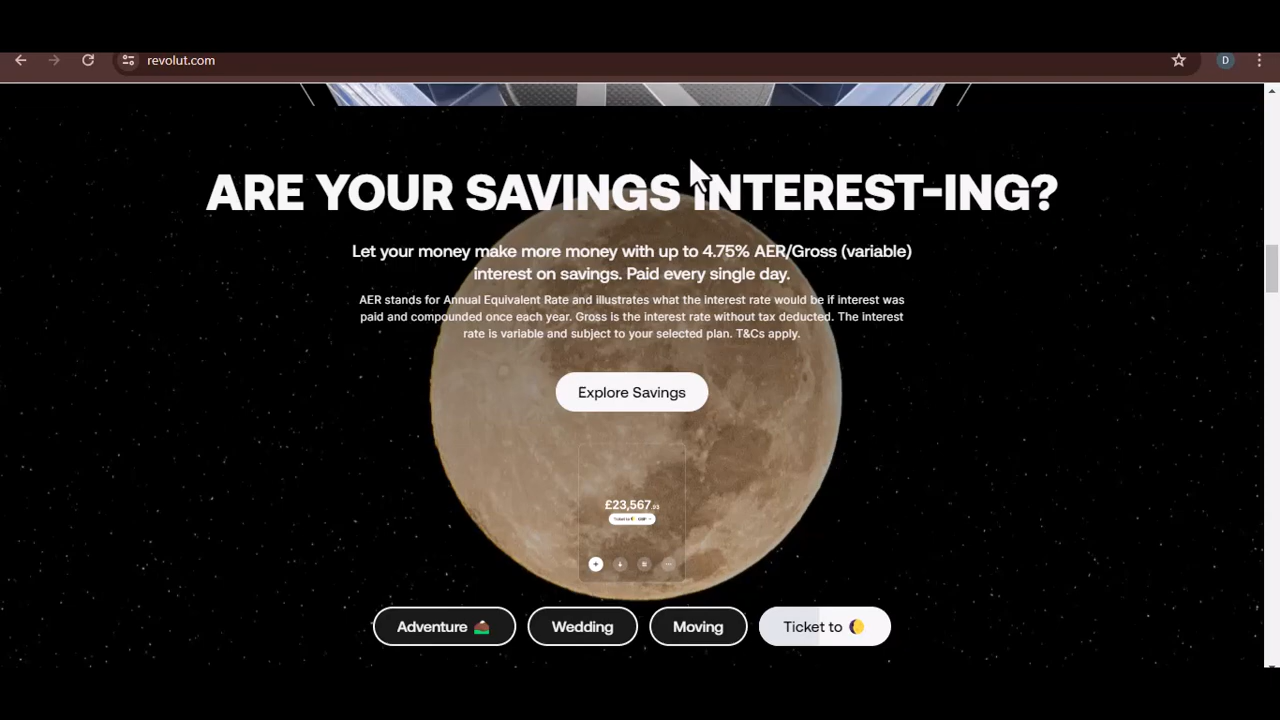 revolut.com
D
ARE YOUR SAVINGS INTEREST-ING?
Let your money make more money with up to 4.75% AER/Gross (variable)
interest on savings. Paid every single day.
AER stands for Annual Equivalent Rate and illustrates what the interest rate would be if interest was
paid and compounded once each year. Gross is the interest rate without tax deducted. The interest
rate is variable and subject to your selected plan. T&Cs apply.
Explore Savings
£23,567
Ticket to
Adventure
Wedding
Moving
Ticket to